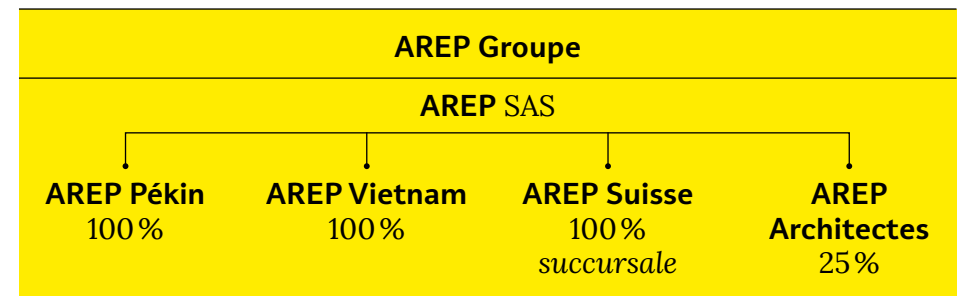 AREP Groupe
AREP SAS
AREP Pékin
100 %
AREP Vietnam
100 %
AREP Suisse
100 %
succursale
AREP
Architectes
25 %